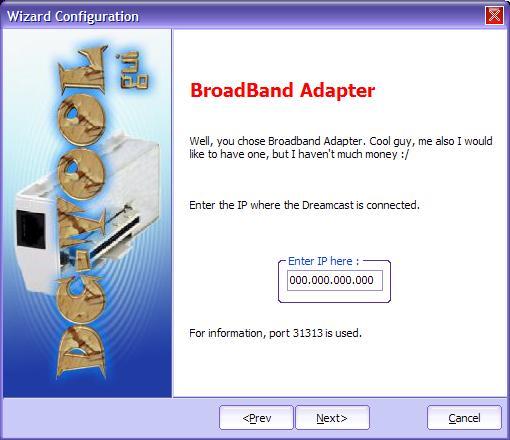 Wizard Configuration
DC-TOOL
BroadBand Adapter
Well, you chose Broadband Adapter. Cool guy, me also I would
like to have one, but I haven't much money :/
Enter the IP where the Dreamcast is connected.
Enter IP here :
000.000.000.000
For information, port 31313 is used.
<Prev
Next>
Cancel